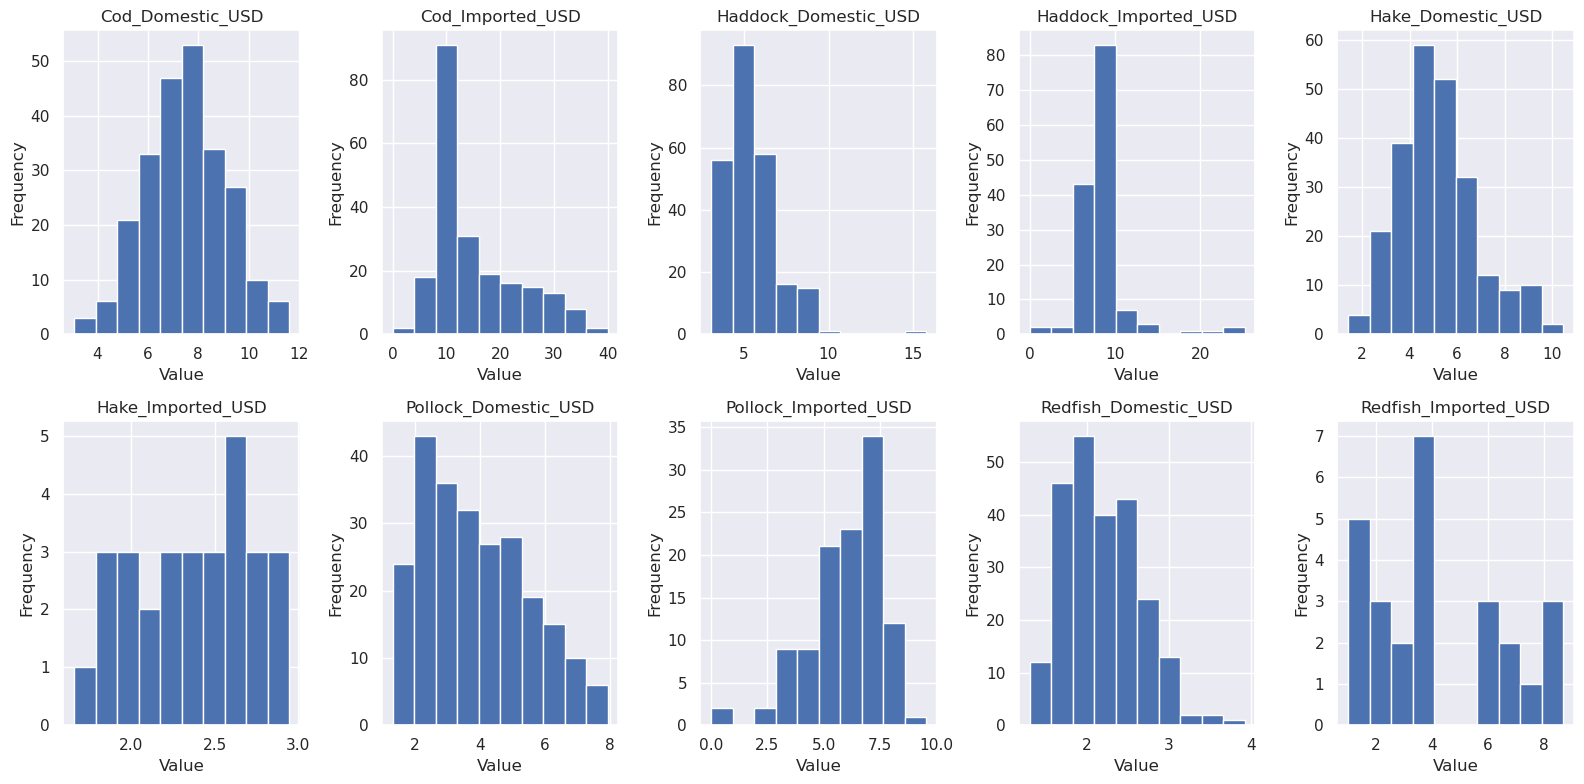 Cod_Domestic_USD
Frequency
50
40
30
20
10
0
4 6 8 10 12
Value
Cod_Imported_USD
Frequency
80
60
40
20
0
0 10 20 30 40
Value
Haddock_Domestic_USD
Frequency
80
60
40
20
0
5 10 15
Value
Haddock_Imported_USD
Frequency
80
70
60
50
40
30
20
10
0
0 10 20
Value
Hake_Domestic_USD
Frequency
60
50
40
30
20
10
0
2 4 6 8 10
Value
Hake_Imported_USD
Frequency
5
4
3
2
1
0
2.0 2.5 3.0
Value
Pollock_Domestic_USD
Frequency
40
30
20
10
0
2 4 6 8
Value
Pollock_Imported_USD
Frequency
35
30
25
20
15
10
5
0
0.0 2.5 5.0 7.5 10.0
Value
Redfish_Domestic_USD
Frequency
50
40
30
20
10
0
2 3 4
Value
Redfish_Imported_USD
Frequency
7
6
5
4
3
2
1
0
2 4 6 8
Value